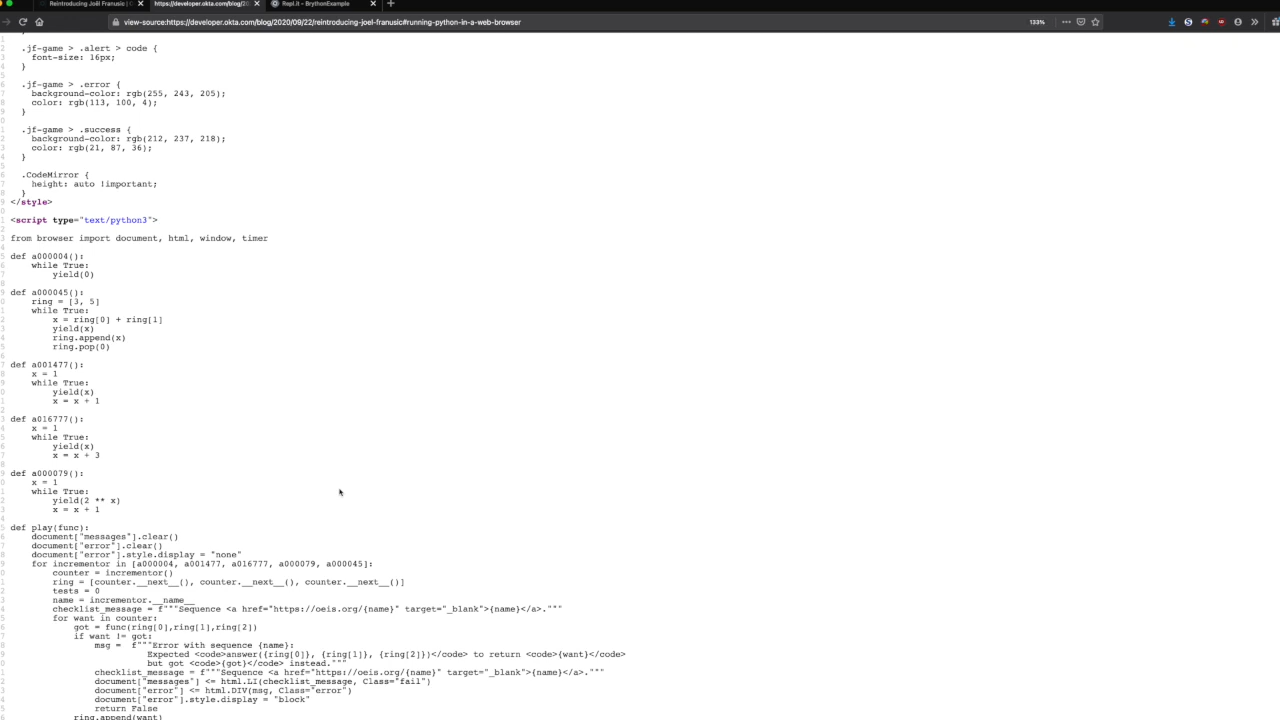 Reintroducing Joël Franusic | O
https://developer.okta.com/blog/20
Repl.it - BrythonExample
view-source:https://developer.okta.com/blog/2020/09/22/reintroducing-joel-franusic#running-python-in-a-web-browser
133%
.jf-game > .alert > code {
font-size: 16px;
}
.jf-game > .error {
background-color: rgb(255, 243, 205);
color: rgb(113, 100, 4);
}
.jf-game > .success {
background-color: rgb(212, 237, 218);
color: rgb(21, 87, 36);
}
.CodeMirror {
height: auto !important;
}
</style>
<script type="text/python3">
from browser import document, html, window, timer
def a000004():
while True:
yield(0)
def a000045():
ring = [3, 5]
while True:
x = ring[0] + ring[1]
yield(x)
ring.append(x)
ring.pop(0)
def a001477():
x = 1
while True:
yield(x)
x = x + 1
def a016777():
x = 1
while True:
yield(x)
x = x + 3
def a000079():
x = 1
while True:
yield(2 ** x)
x = x + 1
def play(func):
document["messages"].clear()
document["error"].clear()
document["error"].style.display = "none"
for incrementor in [a000004, a001477, a016777, a000079, a000045]:
counter = incrementor()
ring = [counter.__next__(), counter.__next__(), counter.__next__()]
tests = 0
name = incrementor.__name__
checklist_message = f"""Sequence <a href="https://oeis.org/{name}" target="_blank">{name}</a>."""
for want in counter:
got = func(ring[0],ring[1],ring[2])
if want != got:
msg = f"""Error with sequence {name}:
Expected <code>answer({ring[0]}, {ring[1]}, {ring[2]})</code> to return <code>{want}</code>
but got <code>{got}</code> instead."""
checklist_message = f"""Sequence <a href="https://oeis.org/{name}" target="_blank">{name}</a>."""
document["messages"] <= html.LI(checklist_message, Class="fail")
document["error"] <= html.DIV(msg, Class="error")
document["error"].style.display = "block"
return False
ring.append(want)